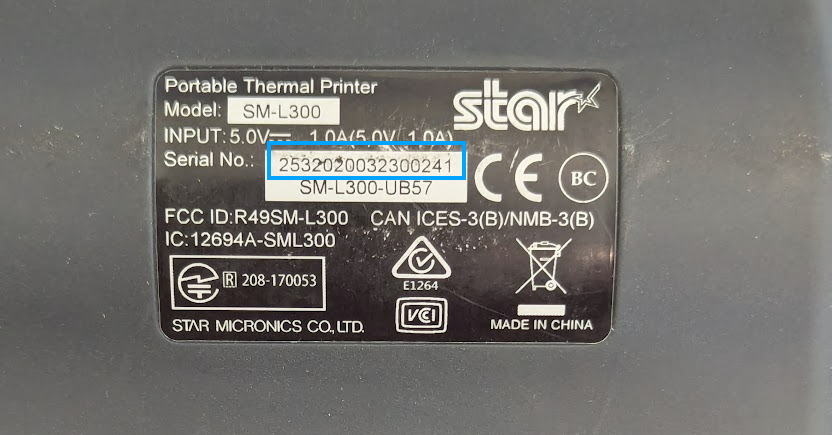 Portable Thermal Printer
star
Model: SM-L300
INPUT: 5.0V⎓ 1.0A(5.0V 1.0A)
Serial No.: 2532020032300241
SM-L300-UB57
CE
BC
FCC ID:R49SM-L300 CAN ICES-3(B)/NMB-3(B)
IC:12694A-SML300
R 208-170053
E1264
VCCI
STAR MICRONICS CO.,LTD.
MADE IN CHINA